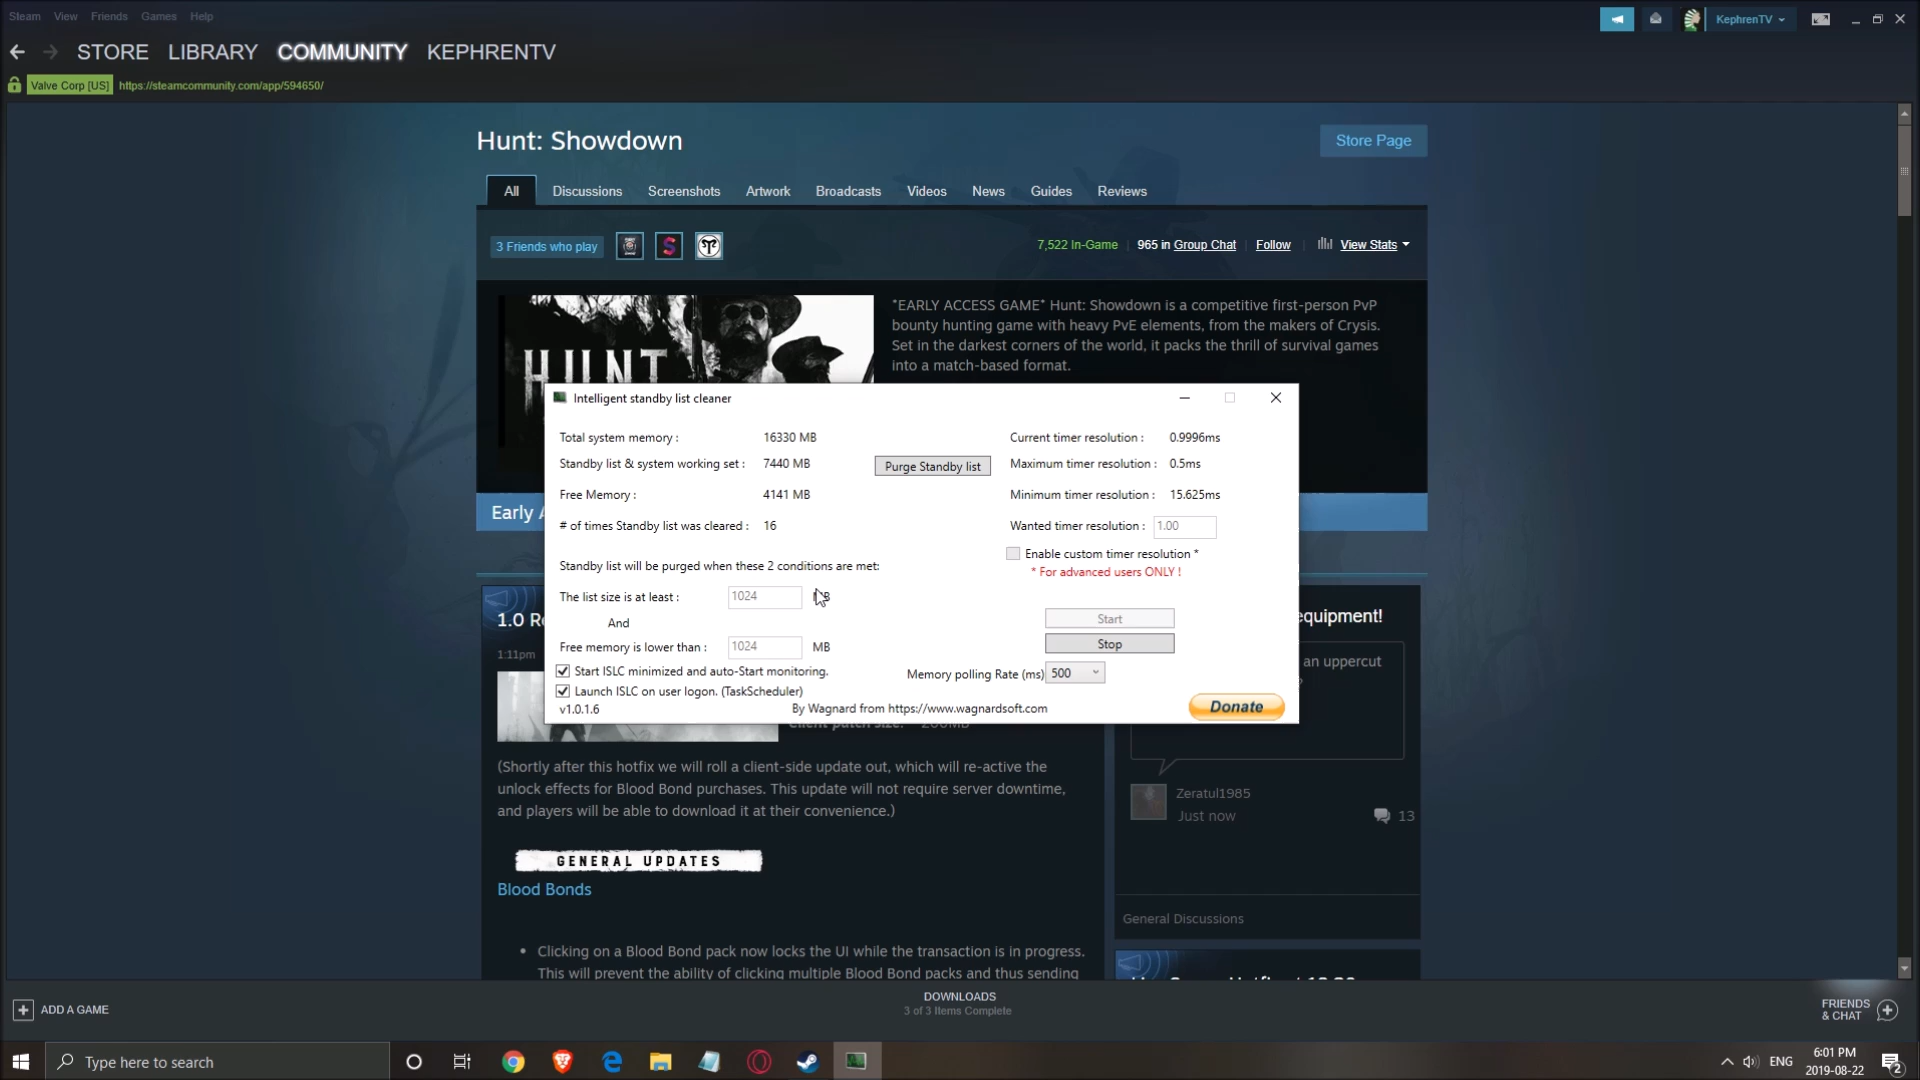 Steam View Friends Games Help
KephrenTV
STORE LIBRARY COMMUNITY KEPHRENTV
Valve Corp [US] https://steamcommunity.com/app/594650/
Hunt: Showdown
Store Page
All Discussions Screenshots Artwork Broadcasts Videos News Guides Reviews
3 Friends who play
7,522 In-Game 965 in Group Chat Follow View Stats
HUNT
*EARLY ACCESS GAME* Hunt: Showdown is a competitive first-person PvP
bounty hunting game with heavy PvE elements, from the makers of Crysis.
Set in the darkest corners of the world, it packs the thrill of survival games
into a match-based format.
Intelligent standby list cleaner
Total system memory : 16330 MB
Standby list & system working set : 7440 MB
Purge Standby list
Free Memory : 4141 MB
# of times Standby list was cleared : 16
Standby list will be purged when these 2 conditions are met:
The list size is at least : 1024
And
Free memory is lower than : 1024 MB
Start ISLC minimized and auto-Start monitoring.
Launch ISLC on user logon. (TaskScheduler)
v1.0.1.6
By Wagnard from https://www.wagnardsoft.com
Current timer resolution : 0.9996ms
Maximum timer resolution : 0.5ms
Minimum timer resolution : 15.625ms
Wanted timer resolution : 1.00
Enable custom timer resolution *
* For advanced users ONLY !
Start
Stop
Memory polling Rate (ms) 500
Donate
Early
1.0
1:11pm
equipment!
an uppercut
Zeratul1985
Just now
13
General Discussions
(Shortly after this hotfix we will roll a client-side update out, which will re-active the
unlock effects for Blood Bond purchases. This update will not require server downtime,
and players will be able to download it at their convenience.)
GENERAL UPDATES
Blood Bonds
• Clicking on a Blood Bond pack now locks the UI while the transaction is in progress.
This will prevent the ability of clicking multiple Blood Bond packs and thus sending
ADD A GAME
DOWNLOADS
3 of 3 Items Complete
FRIENDS
& CHAT
Type here to search
ENG
6:01 PM
2019-08-22
2